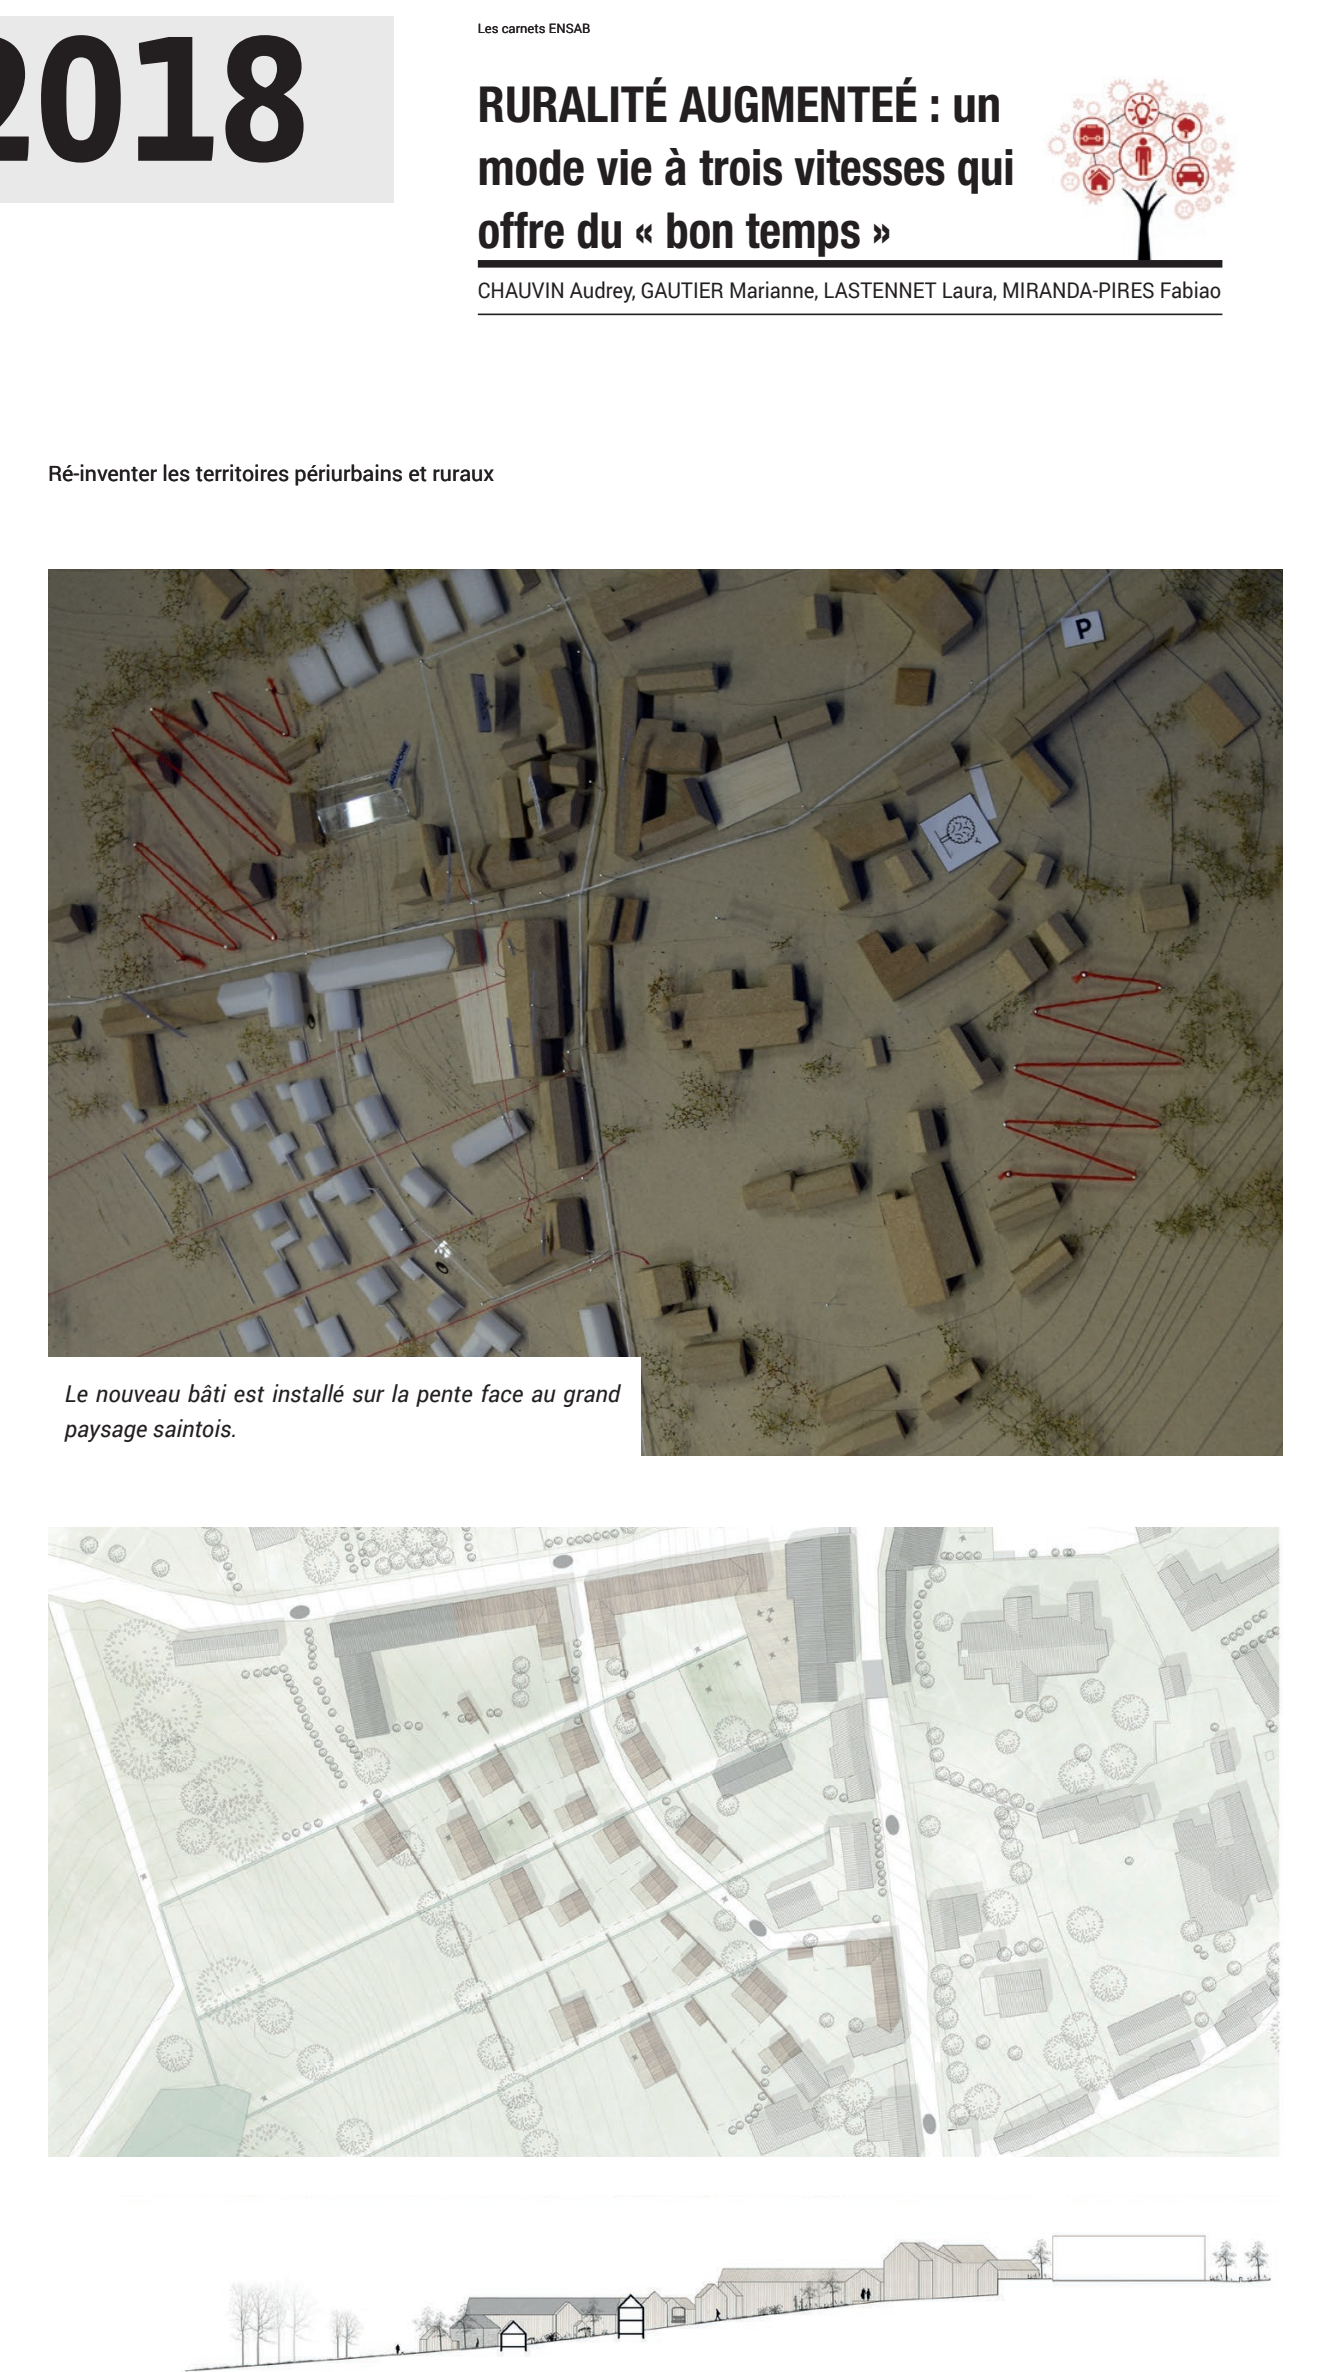 2018
Les carnets ENSAB
RURALITÉ AUGMENTEÉ : un
mode vie à trois vitesses qui
offre du « bon temps »
CHAUVIN Audrey, GAUTIER Marianne, LASTENNET Laura, MIRANDA-PIRES Fabiao
Ré-inventer les territoires périurbains et ruraux
P
Le nouveau bâti est installé sur la pente face au grand
paysage saintois.